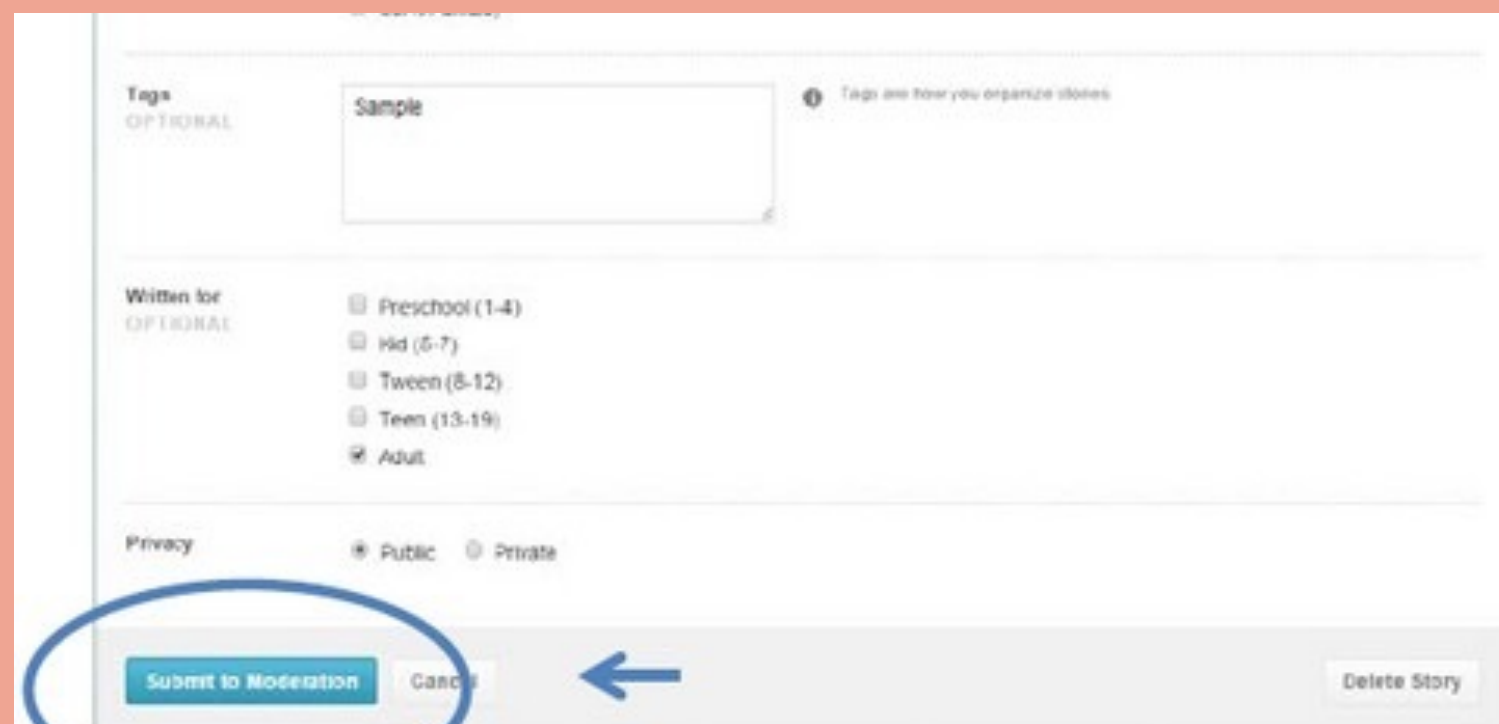 Tags
OPTIONAL
Sample
Tags are how you organize stories
Written for
OPTIONAL
Preschool (1-4)
Kid (5-7)
Tween (8-12)
Teen (13-19)
Adult
Privacy
Public Private
Submit to Moderation Cancel Delete Story